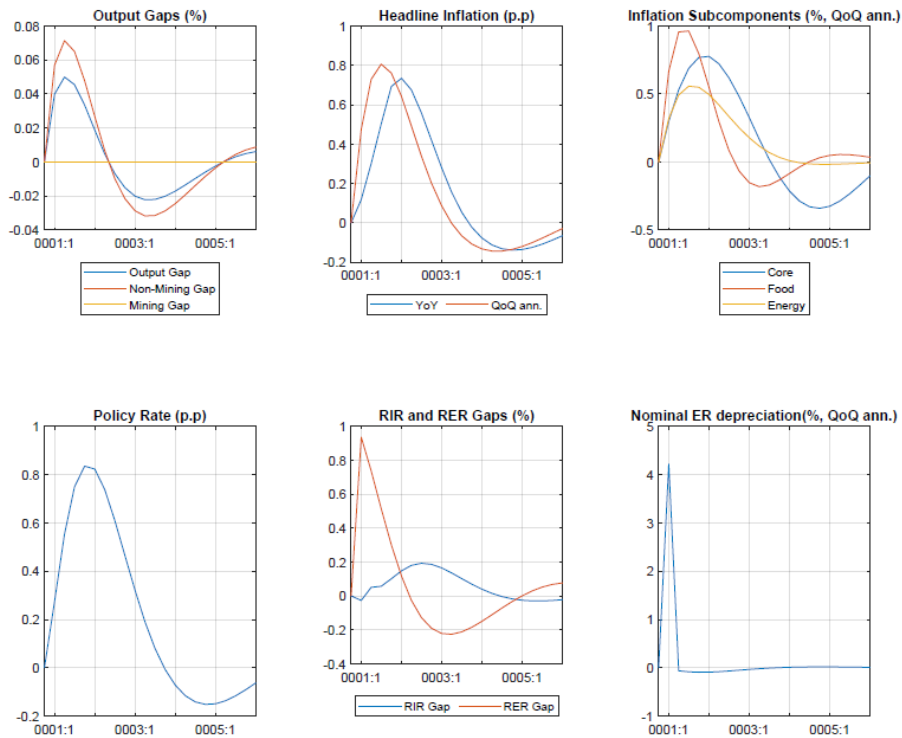 Output Gaps (%)
0.08
0.06
0.04
0.02
0
-0.02
-0.04
0001:1 0003:1 0005:1
Output Gap
Non-Mining Gap
Mining Gap
Headline Inflation (p.p)
1
0.8
0.6
0.4
0.2
0
-0.2
0001:1 0003:1 0005:1
YoY QoQ ann.
Inflation Subcomponents (%, QoQ ann.)
1
0.5
0
-0.5
0001:1 0003:1 0005:1
Core
Food
Energy
Policy Rate (p.p)
1
0.8
0.6
0.4
0.2
0
-0.2
0001:1 0003:1 0005:1
RIR and RER Gaps (%)
1
0.8
0.6
0.4
0.2
0
-0.2
-0.4
0001:1 0003:1 0005:1
RIR Gap RER Gap
Nominal ER depreciation(%, QoQ ann.)
5
4
3
2
1
0
-1
0001:1 0003:1 0005:1